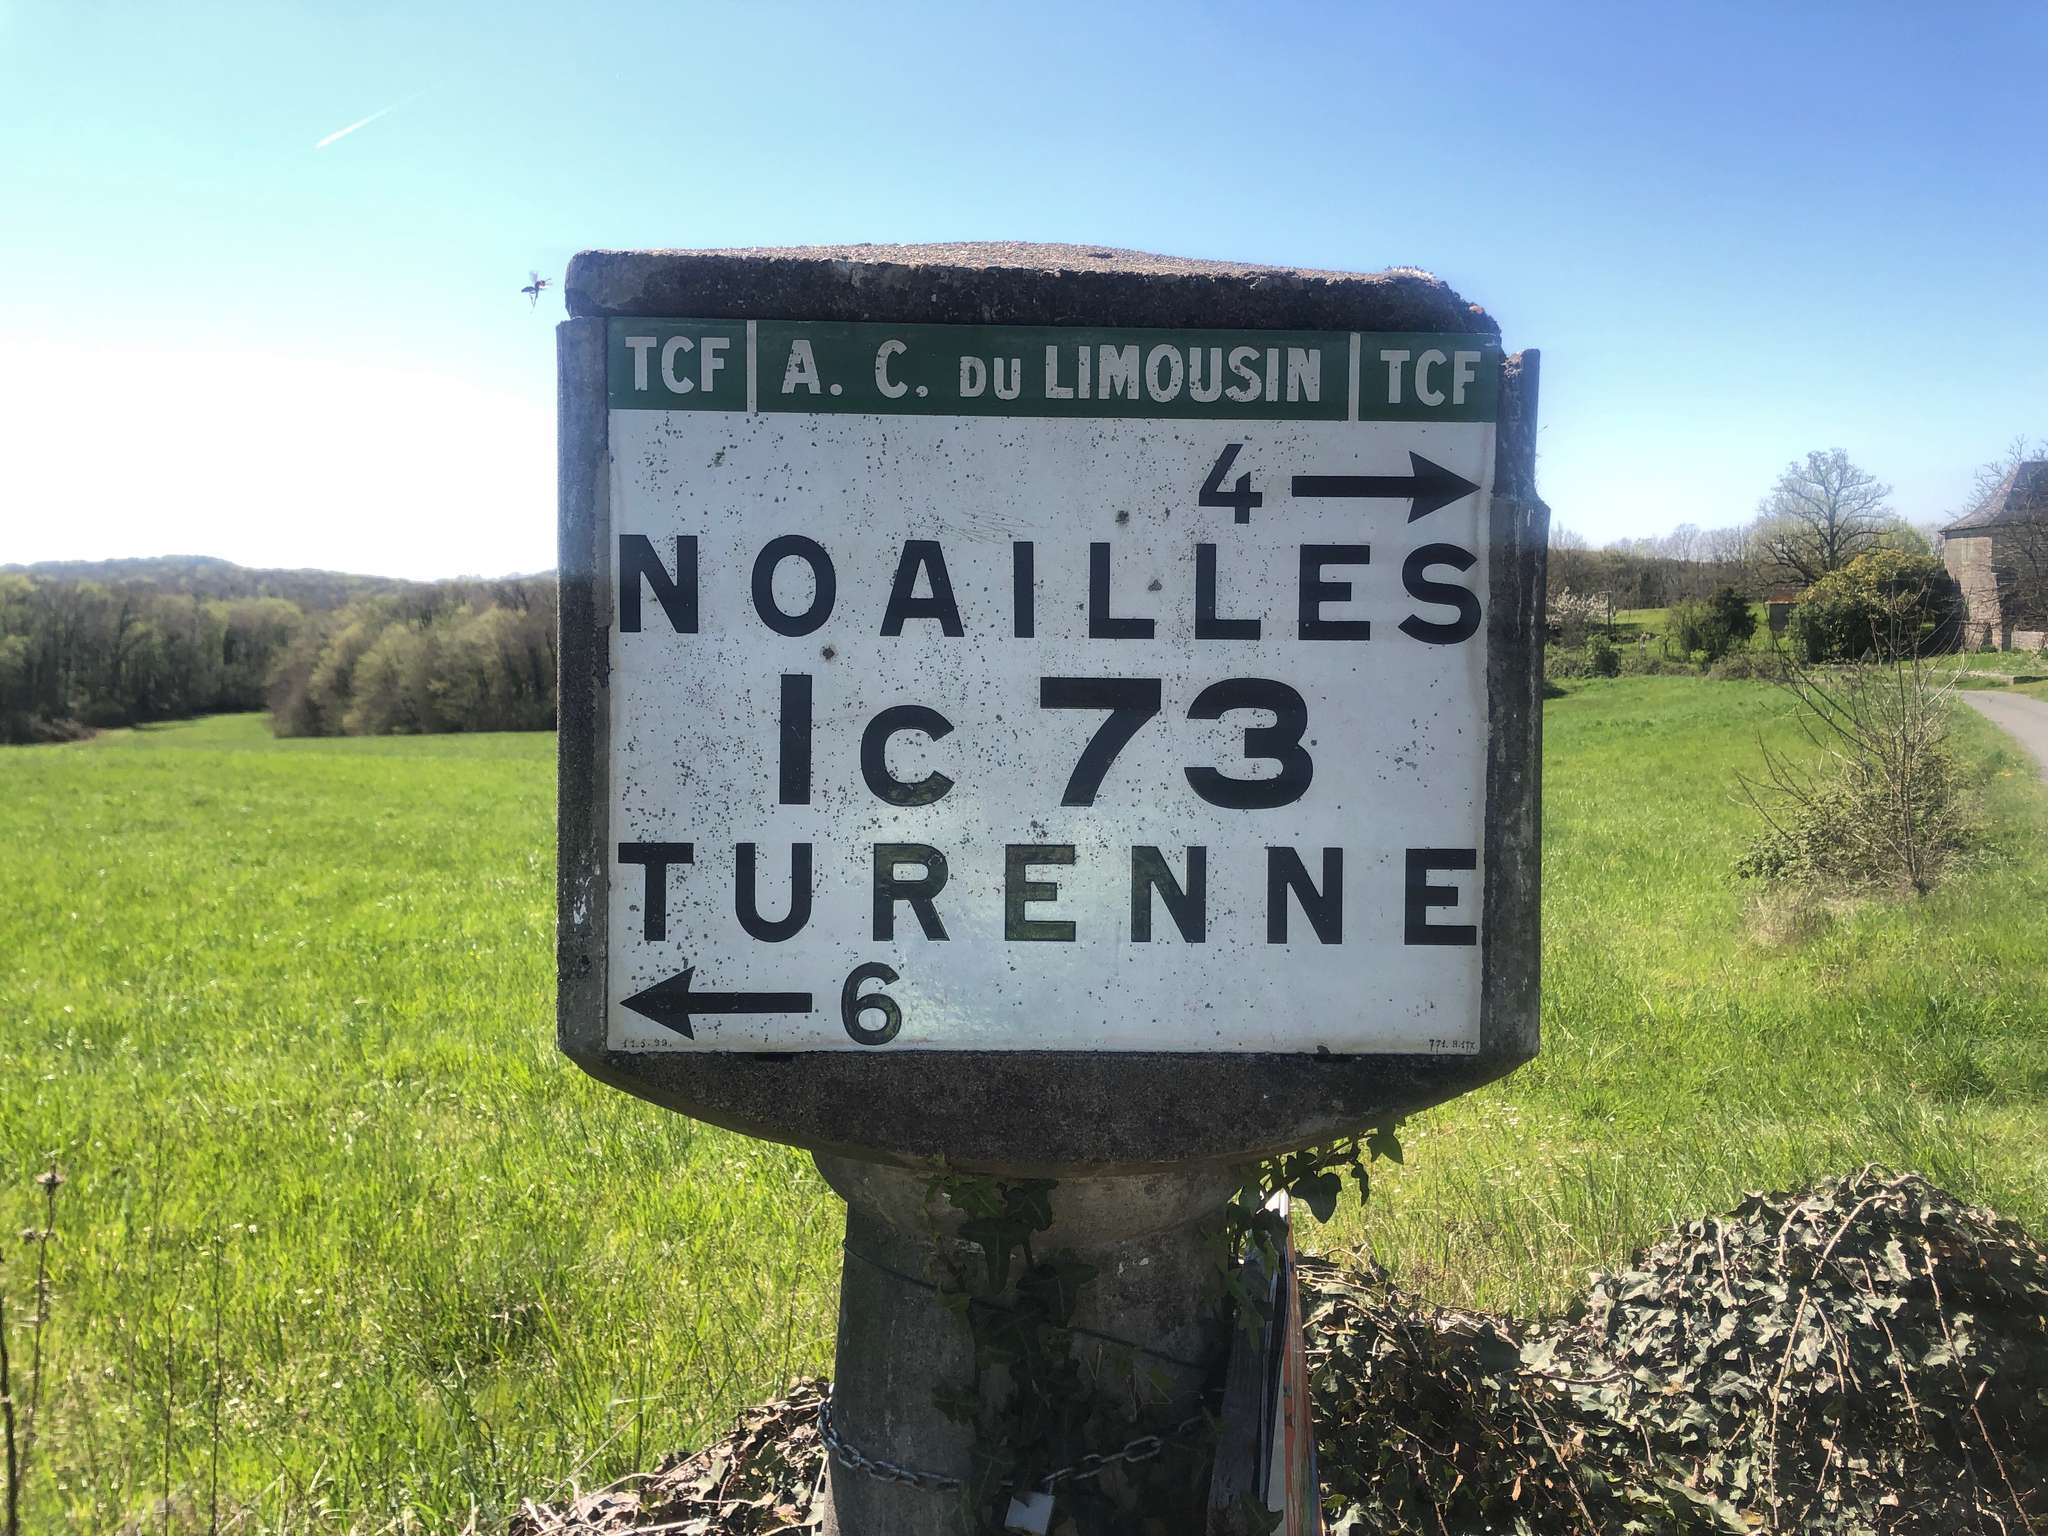 TCF A. C. DU LIMOUSIN TCF
4
NOAILLES
Ic 73
TURENNE
6